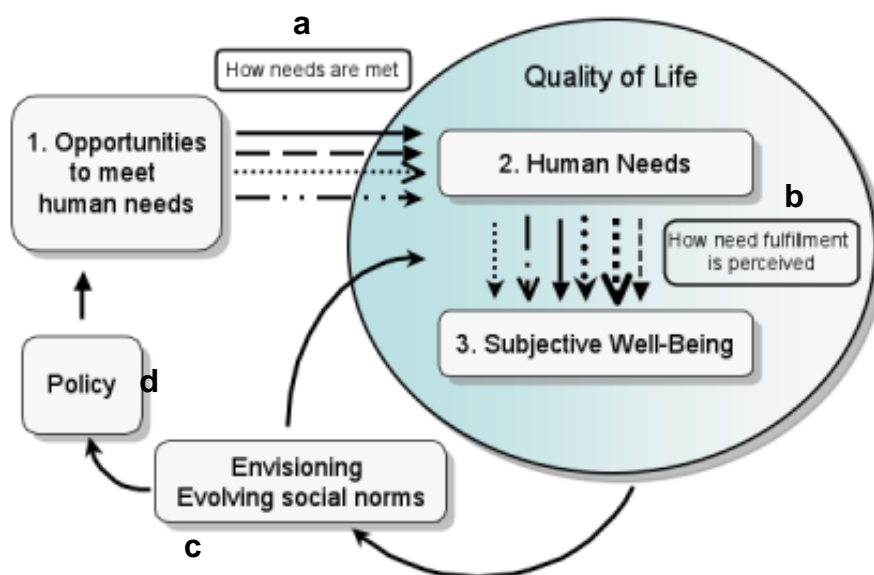 a
How needs are met
Quality of Life
1. Opportunities
to meet
human needs
2. Human Needs
b
How need fulfillment
is perceived
3. Subjective Well-Being
Policy
d
Envisioning
Evolving social norms
c